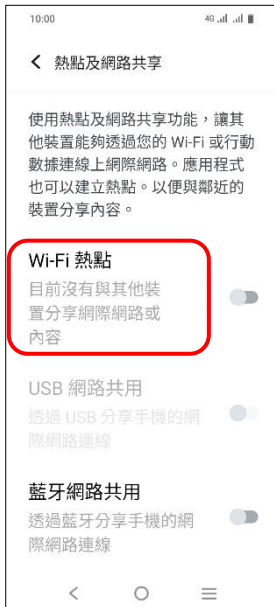 10:00
4G
熱點及網路共享
使用熱點及網路共享功能，讓其
他裝置能夠透過您的 Wi-Fi 或行動
數據連線上網際網路。應用程式
也可以建立熱點。以便與鄰近的
裝置分享內容。
Wi-Fi 熱點
目前沒有與其他裝
置分享網際網路或
內容
USB 網路共用
透過 USB 分享手機的網
際網路連線
藍牙網路共用
透過藍牙分享手機的網
際網路連線